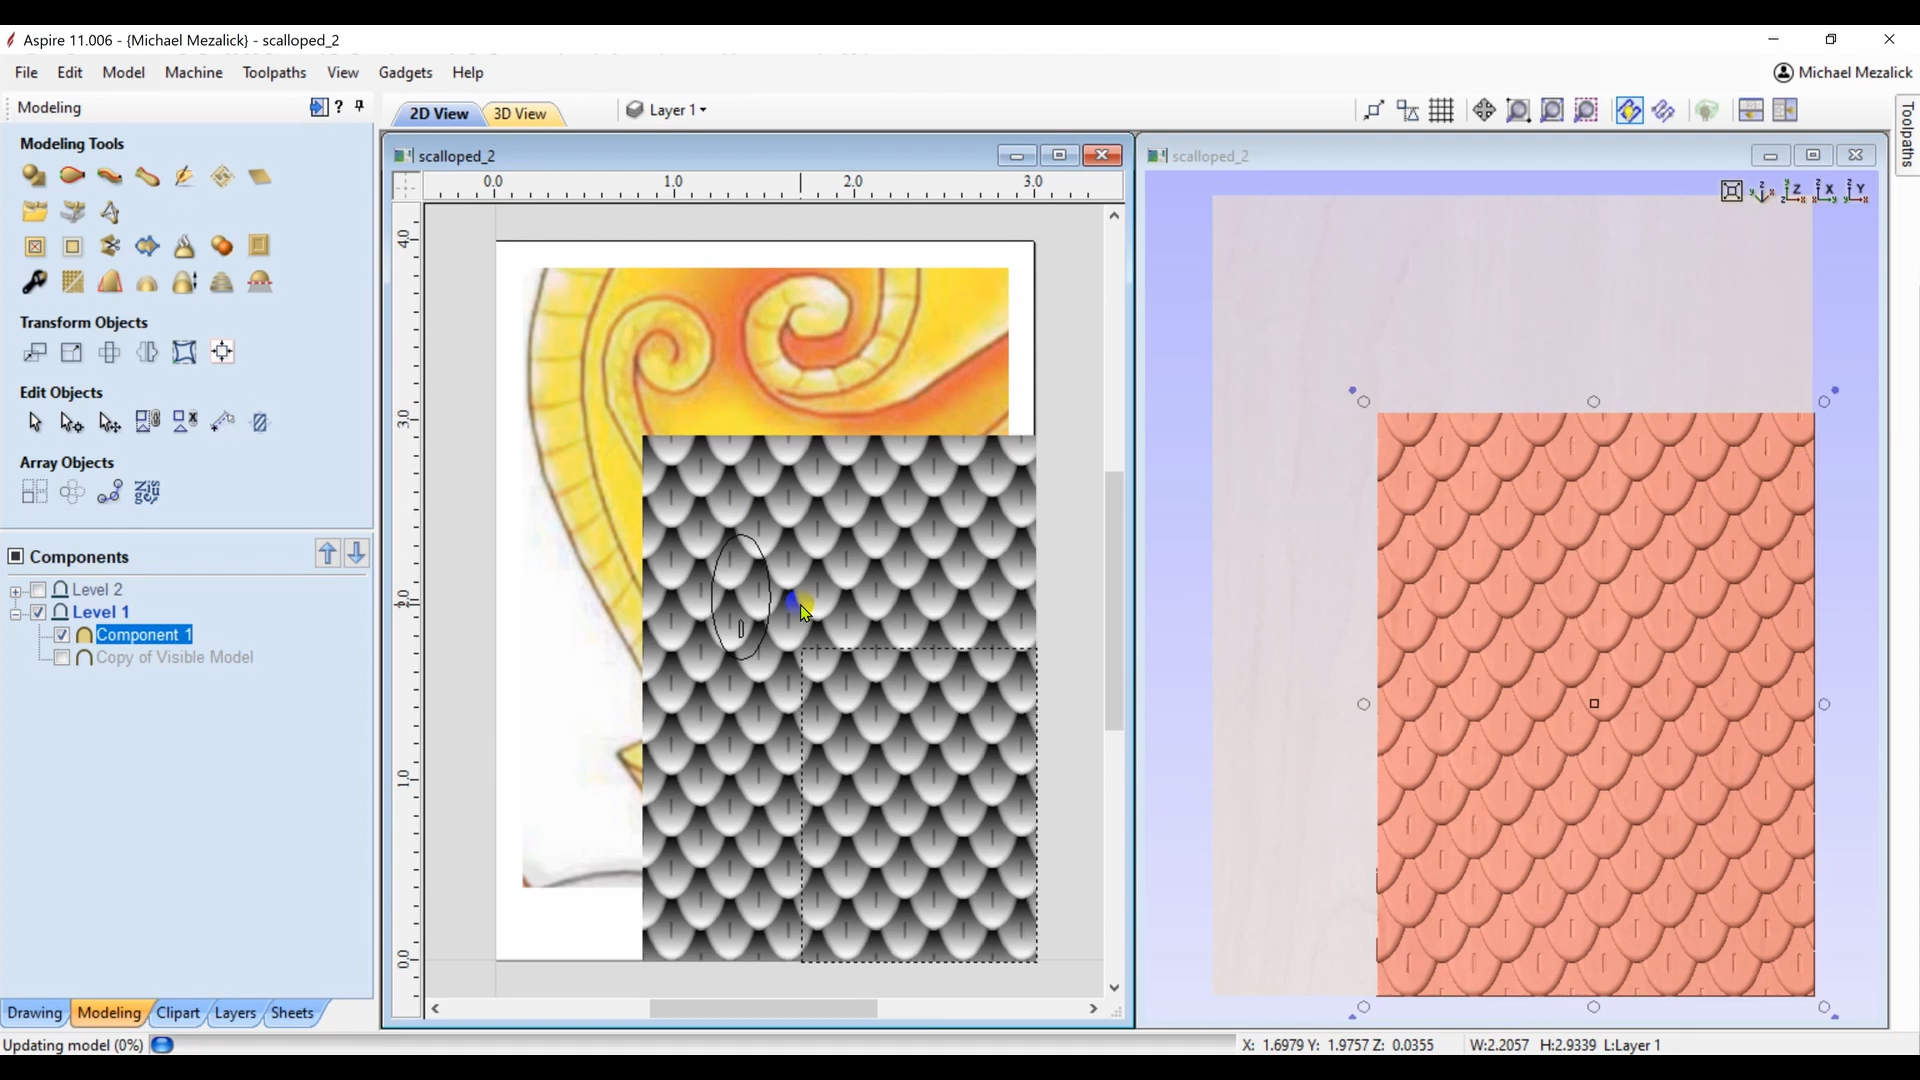 Aspire 11.006 - {Michael Mezalick} - scalloped_2
File Edit Model Machine Toolpaths View Gadgets Help
Michael Mezalick
Modeling
2D View 3D View
Layer 1
Toolpaths
Modeling Tools
scalloped_2
scalloped_2
0.0 1.0 2.0 3.0
4.0
3.0
2.0
1.0
0.0
Z X Y
Transform Objects
Edit Objects
Array Objects
Components
Level 2
Level 1
Component 1
Copy of Visible Model
Drawing Modeling Clipart Layers Sheets
Updating model (0%)
X: 1.6979 Y: 1.9757 Z: 0.0355
W:2.2057 H:2.9339 L:Layer 1